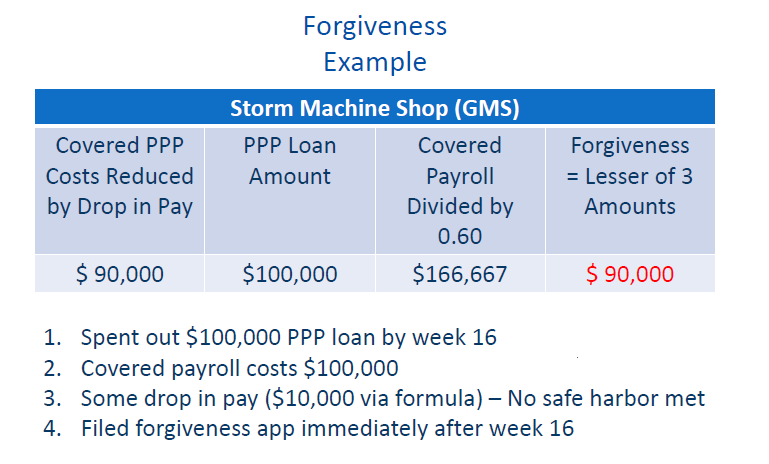 Forgiveness
Example
Storm Machine Shop (GMS)
Covered PPP
Costs Reduced
by Drop in Pay
PPP Loan
Amount
Covered
Payroll
Divided by
0.60
Forgiveness
= Lesser of 3
Amounts
$ 90,000
$100,000
$166,667
$ 90,000
1. Spent out $100,000 PPP loan by week 16
2. Covered payroll costs $100,000
3. Some drop in pay ($10,000 via formula) – No safe harbor met
4. Filed forgiveness app immediately after week 16